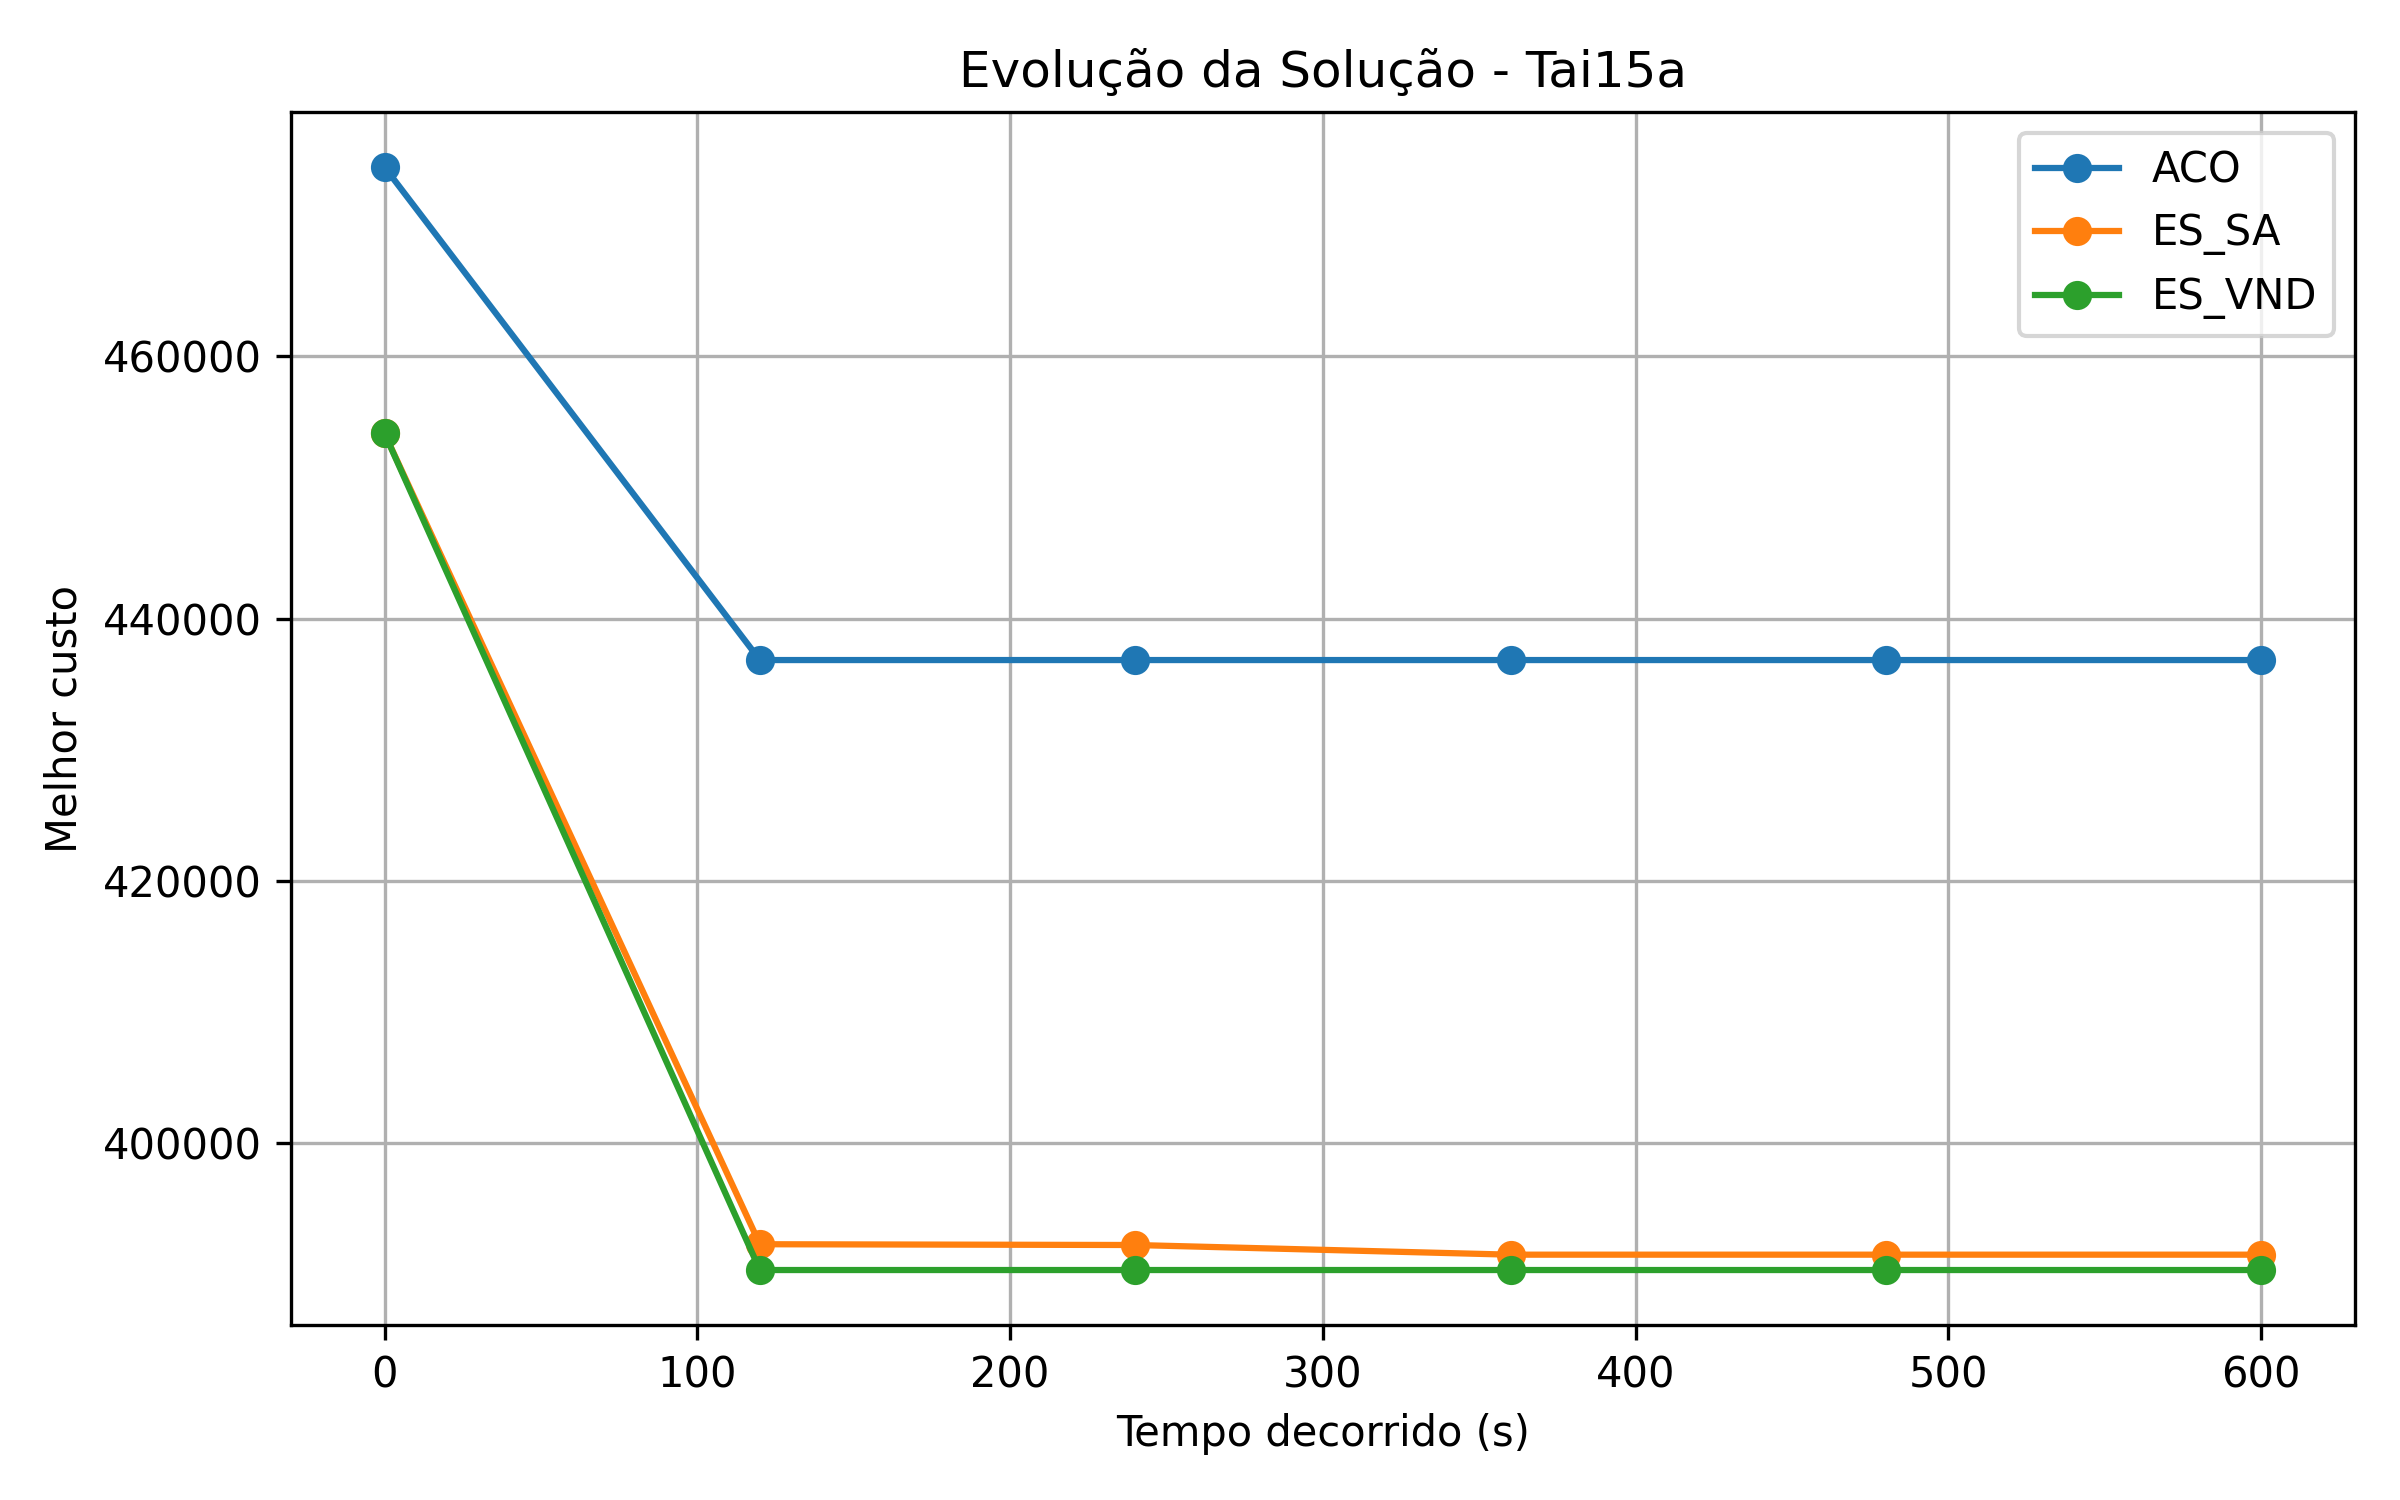 Evolução da Solução - Tai15a
ACO
ES_SA
ES_VND
460000
440000
420000
400000
Melhor custo
0 100 200 300 400 500 600
Tempo decorrido (s)